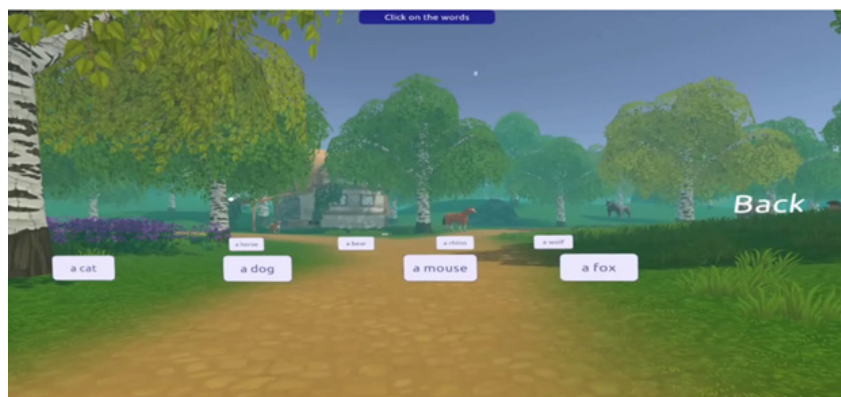 Click on the words
Back
a horse
a bear
a rhino
a wolf
a cat
a dog
a mouse
a fox